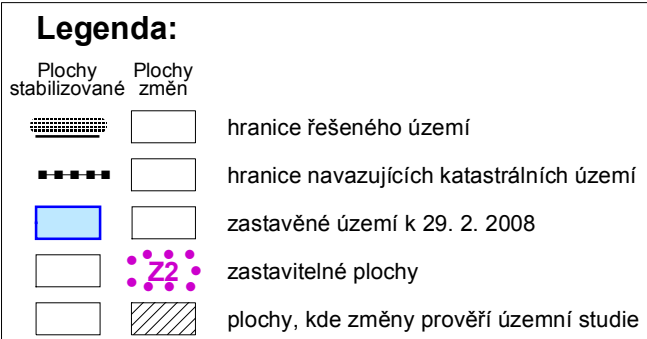 Legenda:
Plochy Plochy
stabilizované změn
hranice řešeného území
hranice navazujících katastrálních území
zastavěné území k 29. 2. 2008
Z2 zastavitelné plochy
plochy, kde změny prověří územní studie